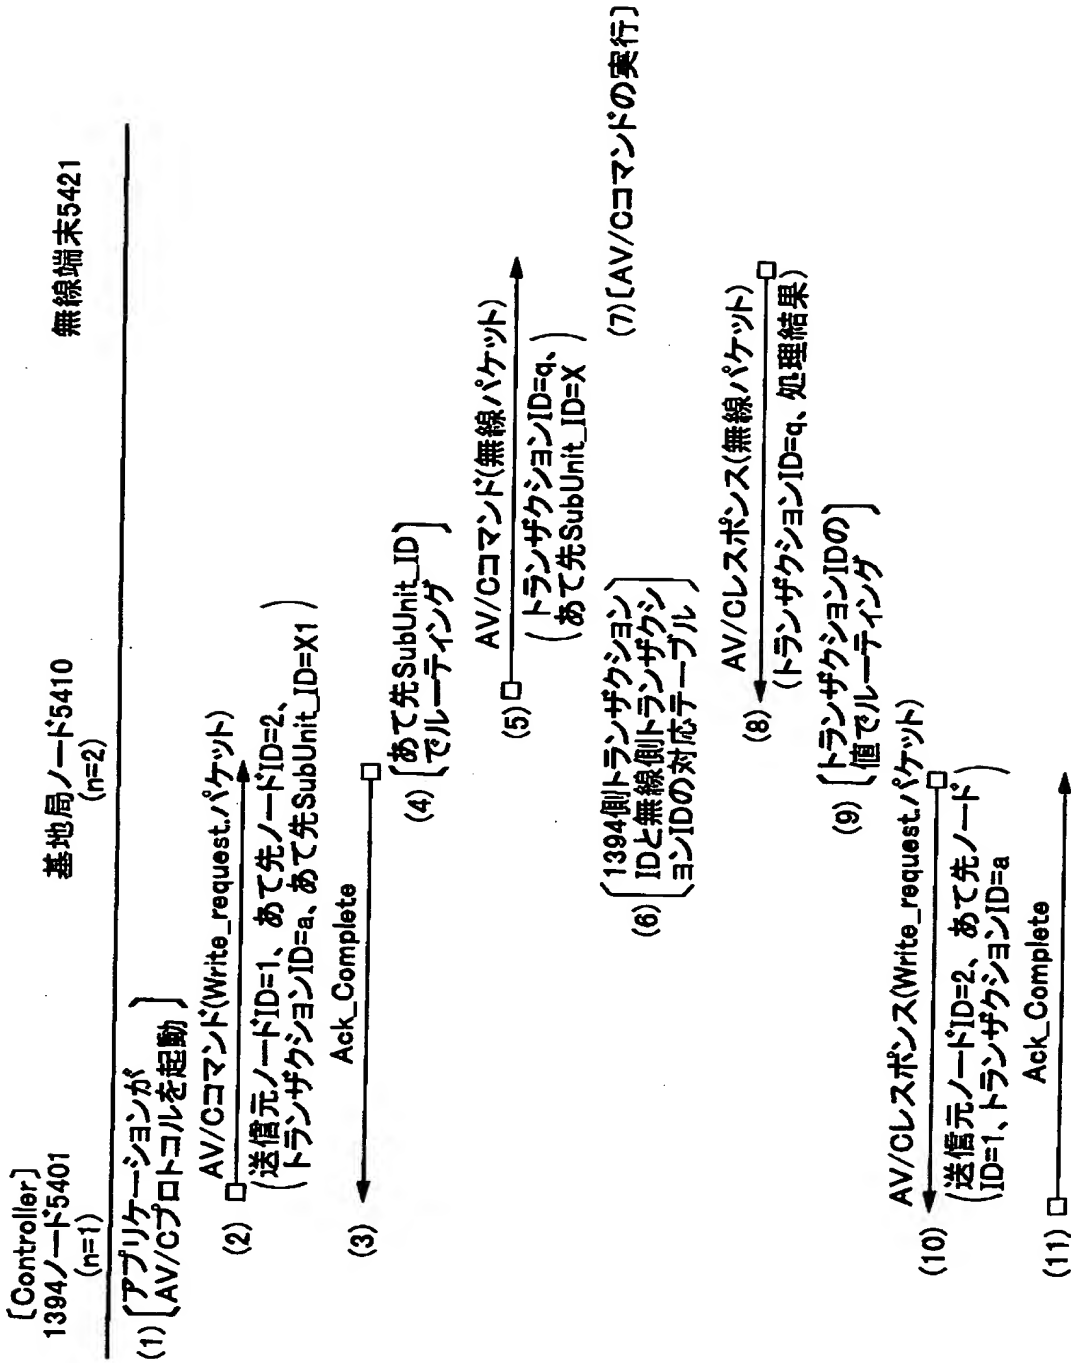 [Controller]
1394ノード5401
(n=1)
基地局ノード5410
(n=2)
無線端末5421
(1)
アプリケーションが
AV/Cプロトコルを起動
(2)
AV/Cコマンド(Write_request.パケット)
(送信元ノードID=1、あて先ノードID=2、
トランザクションID=a、あて先SubUnit_ID=X1)
(3)
Ack_Complete
(4)
[あて先SubUnit_ID
でルーティング]
(5)
AV/Cコマンド(無線パケット)
(トランザクションID=q、
あて先SubUnit_ID=X)
(6)
[1394側トランザクション
IDと無線側トランザクシ
ョンIDの対応テーブル]
(7)[AV/Cコマンドの実行]
(8)
AV/Cレスポンス(無線パケット)
(トランザクションID=q、処理結果)
(9)
[トランザクションIDの
値でルーティング]
(10)
AV/Cレスポンス(Write_request.パケット)
(送信元ノードID=2、あて先ノード
ID=1、トランザクションID=a)
(11)
Ack_Complete